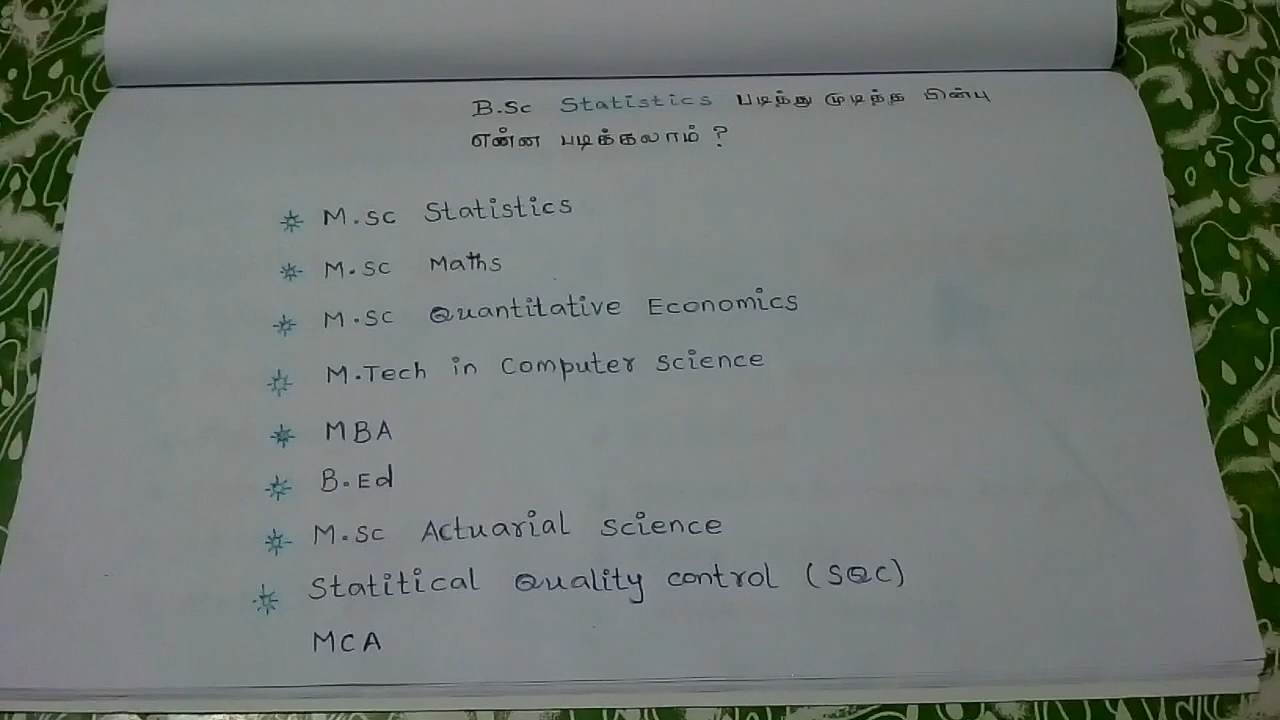 B.Sc Statistics படித்து முடித்த பின்பு
என்ன படிக்கலாம் ?
* M.Sc Statistics
* M.Sc Maths
* M.Sc Quantitative Economics
* M.Tech in Computer Science
* MBA
* B.Ed
* M.Sc Actuarial Science
* Statitical Quality control (SQC)
MCA